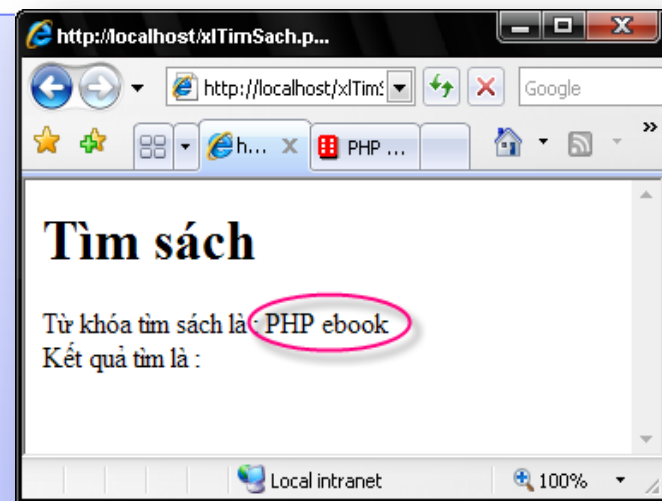 http://localhost/xlTimSach.p...
http://localhost/xlTim
Google
h...
PHP ...
Tìm sách
Từ khóa tìm sách là : PHP ebook
Kết quả tìm là :
Local intranet
100%